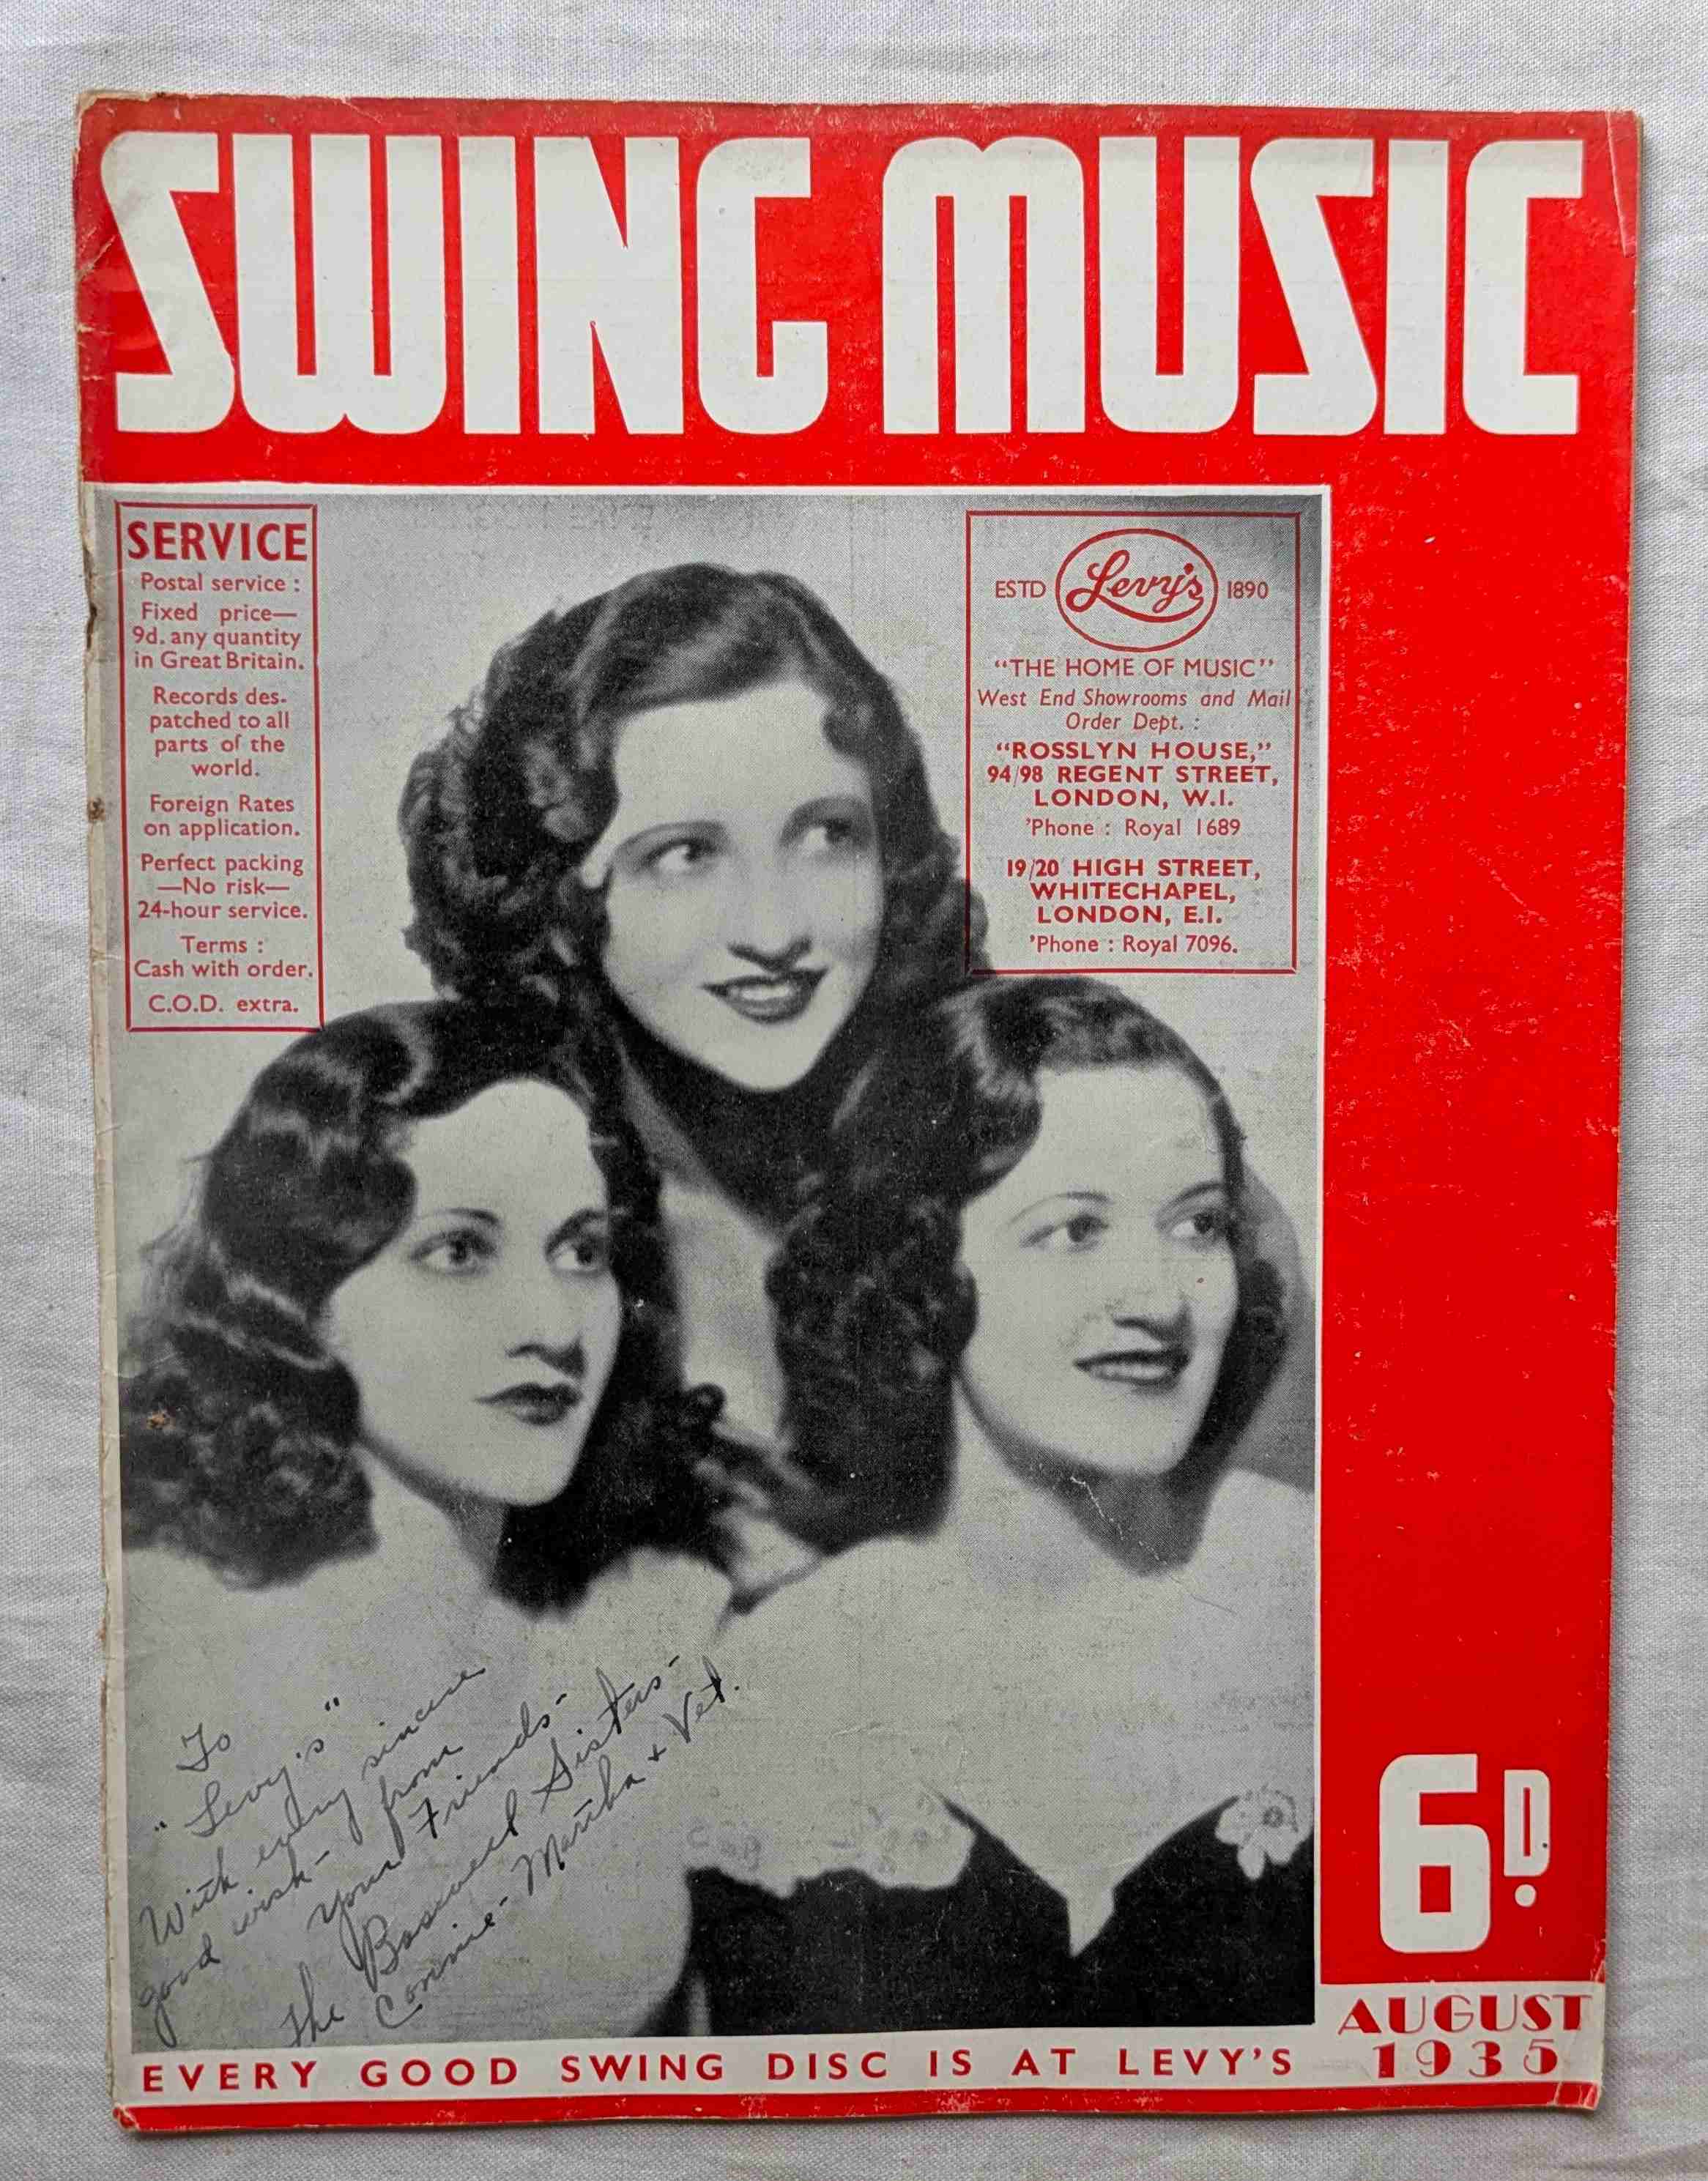 SWING MUSIC
SERVICE
Postal service :
Fixed price—
9d. any quantity
in Great Britain.
Records des-
patched to all
parts of the
world.
Foreign Rates
on application.
Perfect packing
—No risk—
24-hour service.
Terms :
Cash with order.
C.O.D. extra.
ESTD Levy's 1890
“THE HOME OF MUSIC”
West End Showrooms and Mail
Order Dept. :
“ROSSLYN HOUSE,”
94/98 REGENT STREET,
LONDON, W.I.
'Phone : Royal 1689
19/20 HIGH STREET,
WHITECHAPEL,
LONDON, E.I.
'Phone : Royal 7096.
To
"Levy's"
With every sincere
good wish - from
your Friends -
The Boswell Sisters -
Connie - Martha + Vet.
6D.
AUGUST
1935
EVERY GOOD SWING DISC IS AT LEVY'S